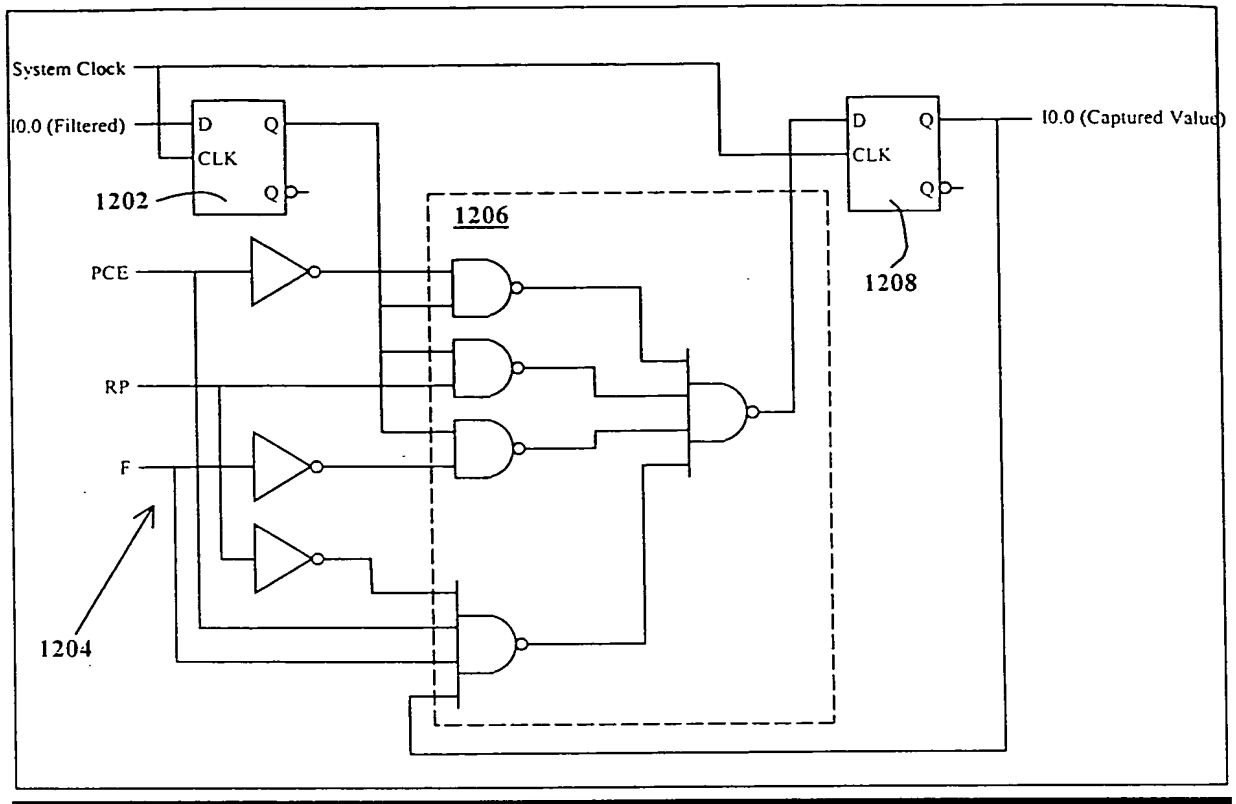 System Clock
I0.0 (Filtered)
D Q
CLK
Q
1202
D Q
CLK
Q
1208
I0.0 (Captured Value)
1206
PCE
RP
F
1204